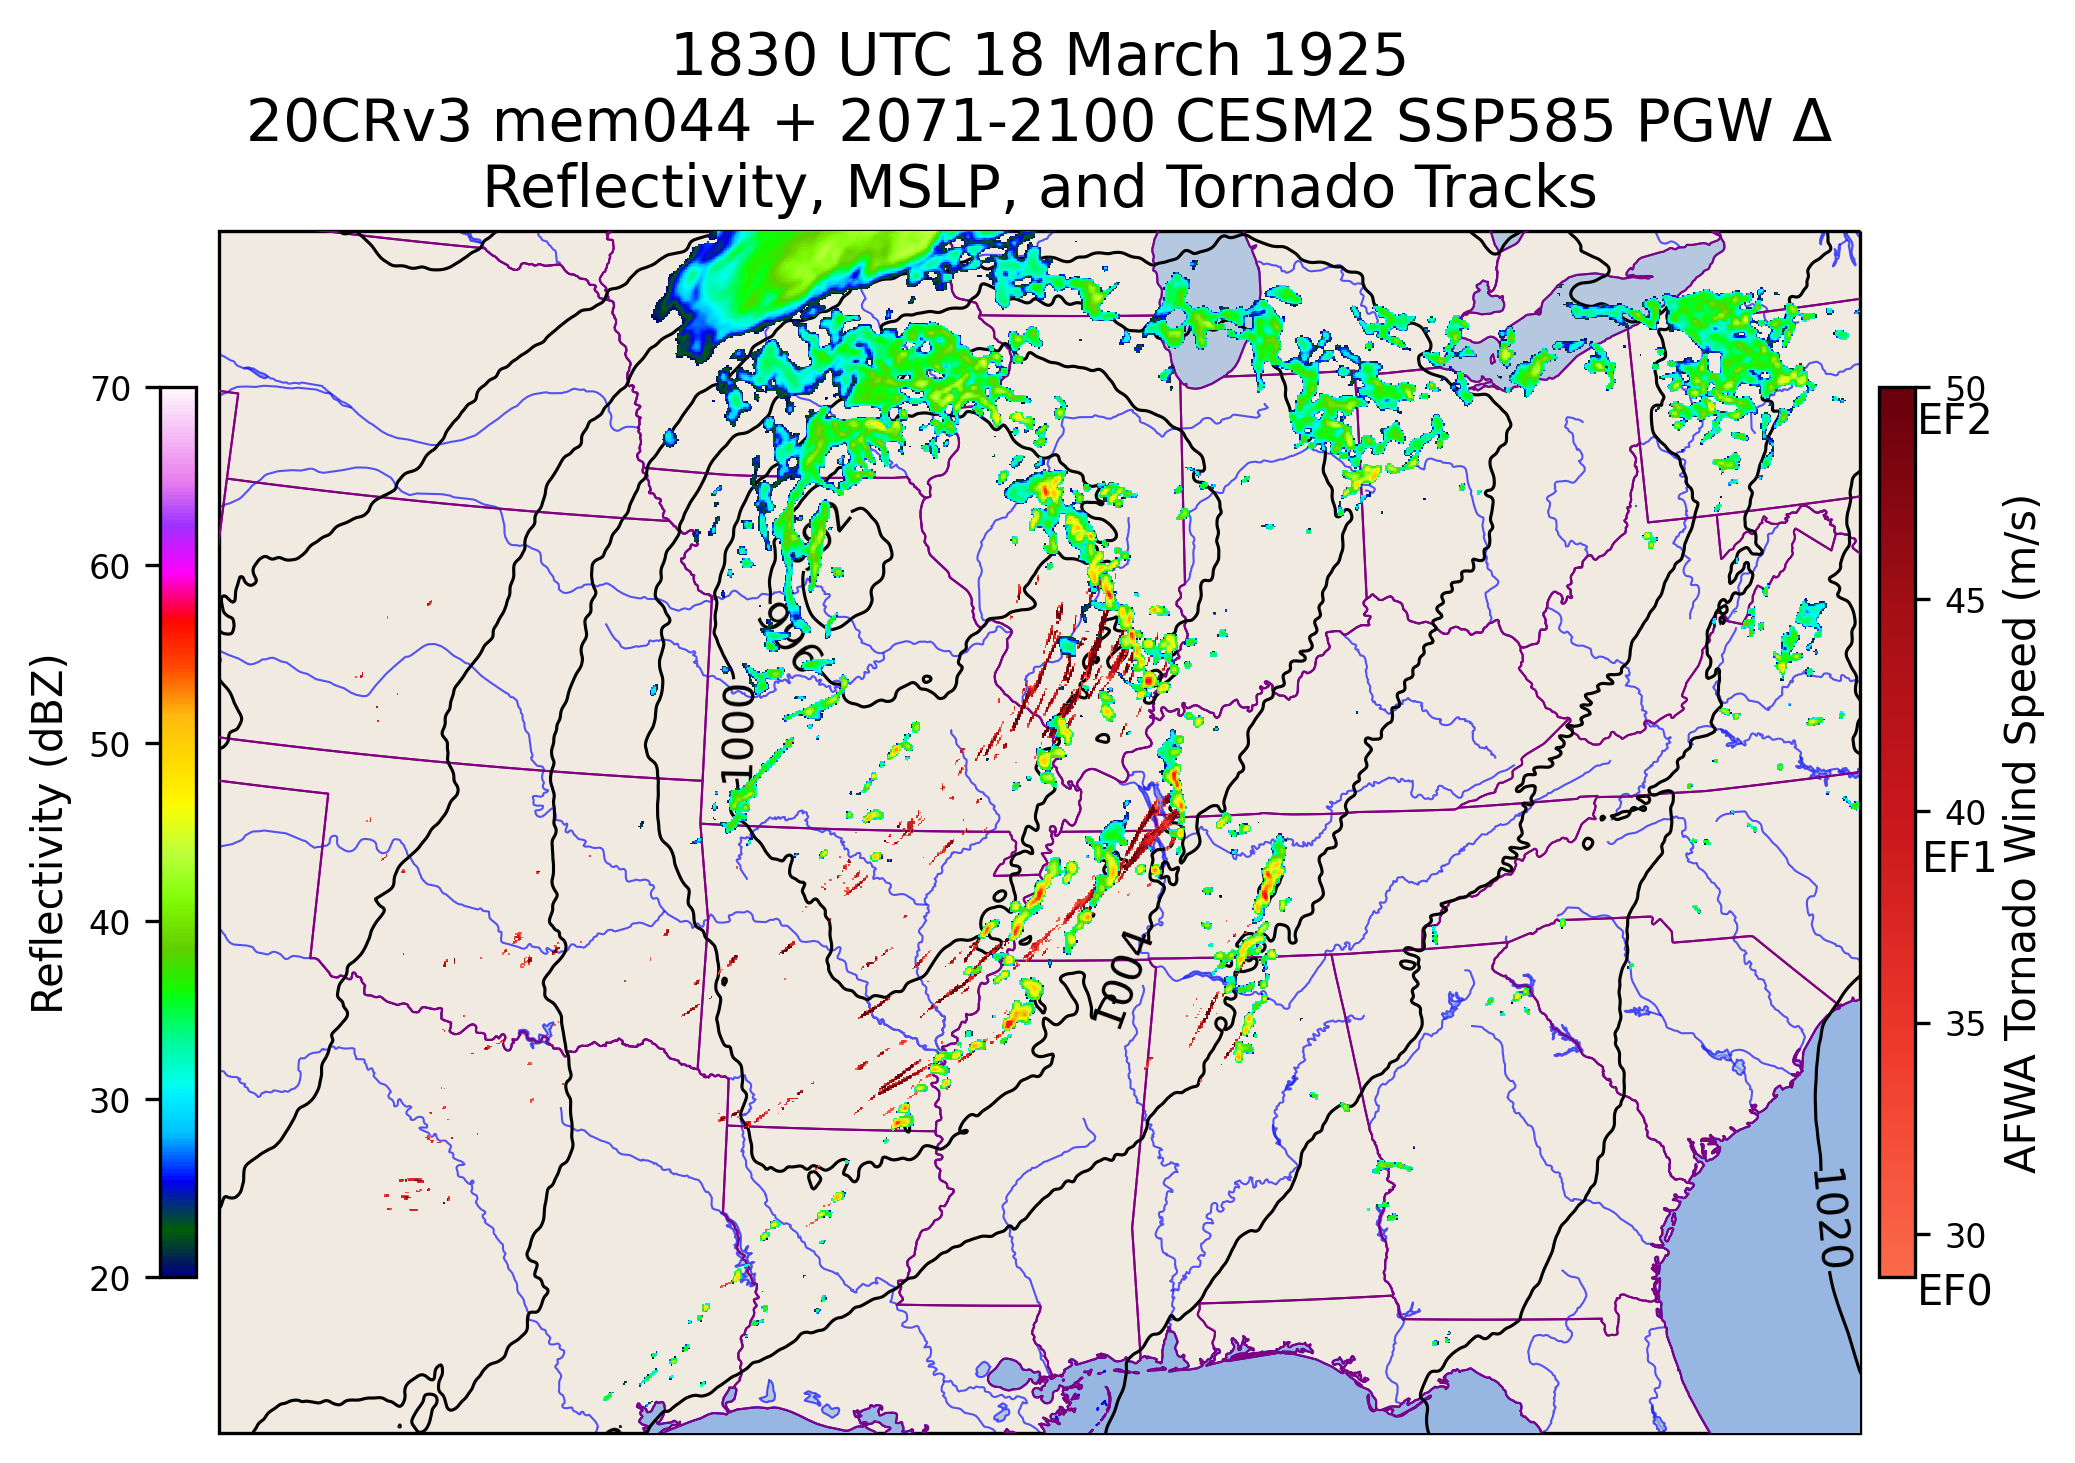 1830 UTC 18 March 1925
20CRv3 mem044 + 2071-2100 CESM2 SSP585 PGW Δ
Reflectivity, MSLP, and Tornado Tracks
70
60
50
40
30
20
Reflectivity (dBZ)
996
1000
1004
1020
50
EF2
45
40
EF1
35
30
EF0
AFWA Tornado Wind Speed (m/s)